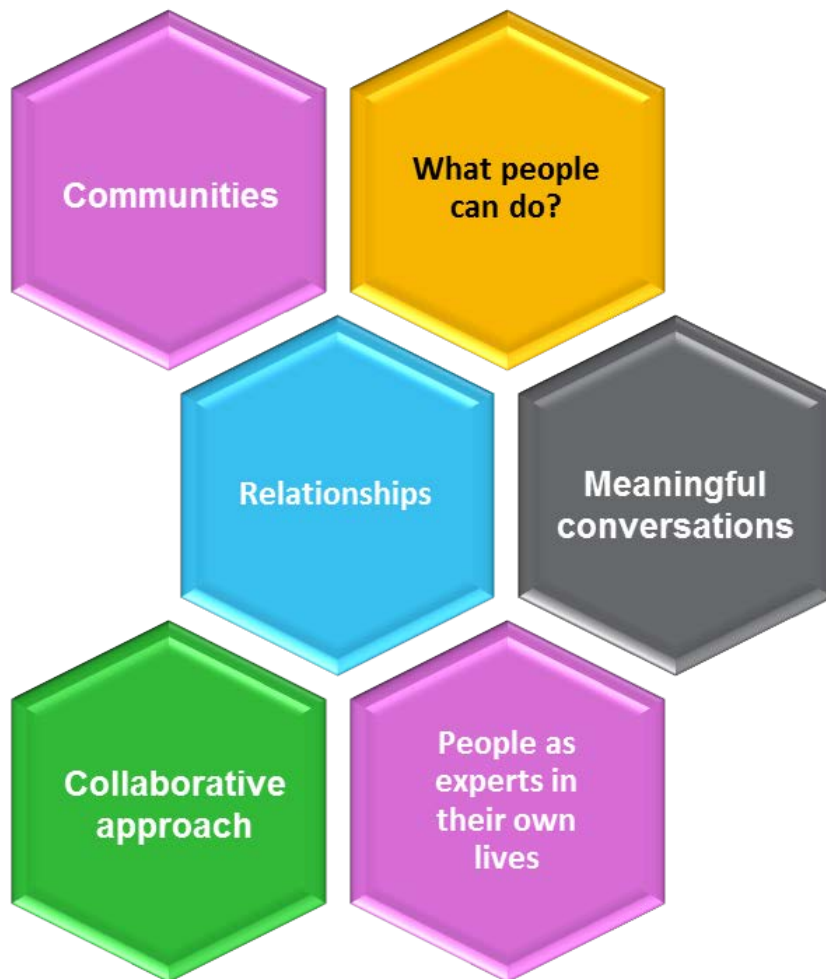 Communities
What people
can do?
Relationships
Meaningful
conversations
Collaborative
approach
People as
experts in
their own
lives